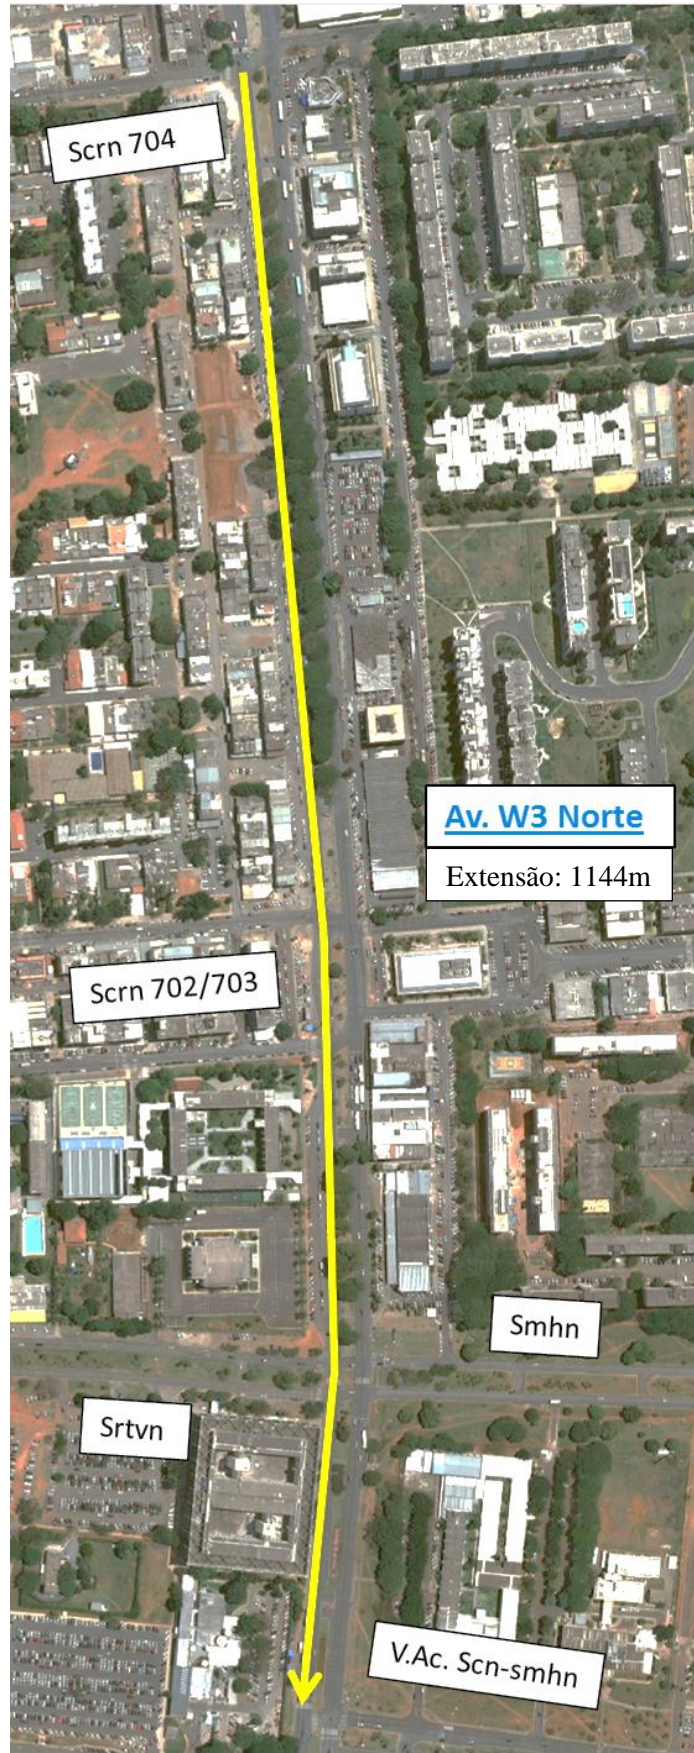 Scrn 704
Av. W3 Norte
Extensão: 1144m
Scrn 702/703
Smhn
Srtvn
V.Ac. Scn-smhn